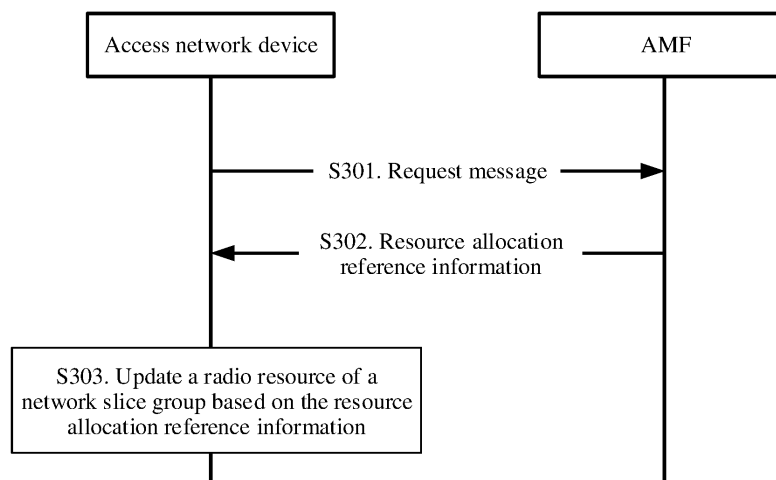 Access network device
AMF
S301. Request message
S302. Resource allocation
reference information
S303. Update a radio resource of a
network slice group based on the resource
allocation reference information